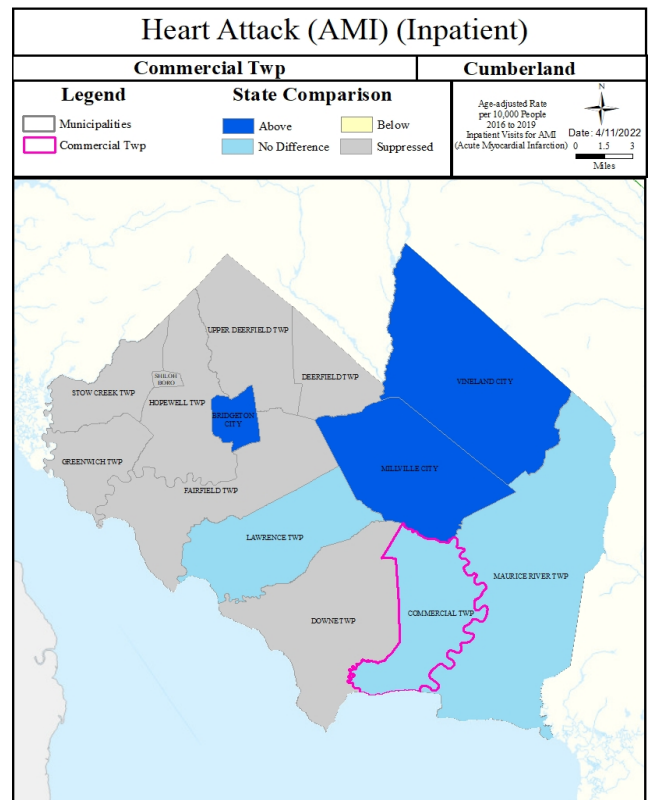 Heart Attack (AMI) (Inpatient)
Commercial Twp
Cumberland
Legend
Municipalities
Commercial Twp
State Comparison
Above
Below
No Difference
Suppressed
Age-adjusted Rate
per 10,000 People
2016 to 2019
Inpatient Visits for AMI
(Acute Myocardial Infarction)
N
Date: 4/11/2022
0 1.5 3
Miles
UPPER DEERFIELD TWP
DEERFIELD TWP
VINELAND CITY
SHILOH
BORO
STOW CREEK TWP
HOPEWELL TWP
BRIDGETON
CITY
GREENWICH TWP
MILLVILLE CITY
FAIRFIELD TWP
LAWRENCE TWP
MAURICE RIVER TWP
DOWNE TWP
COMMERCIAL TWP